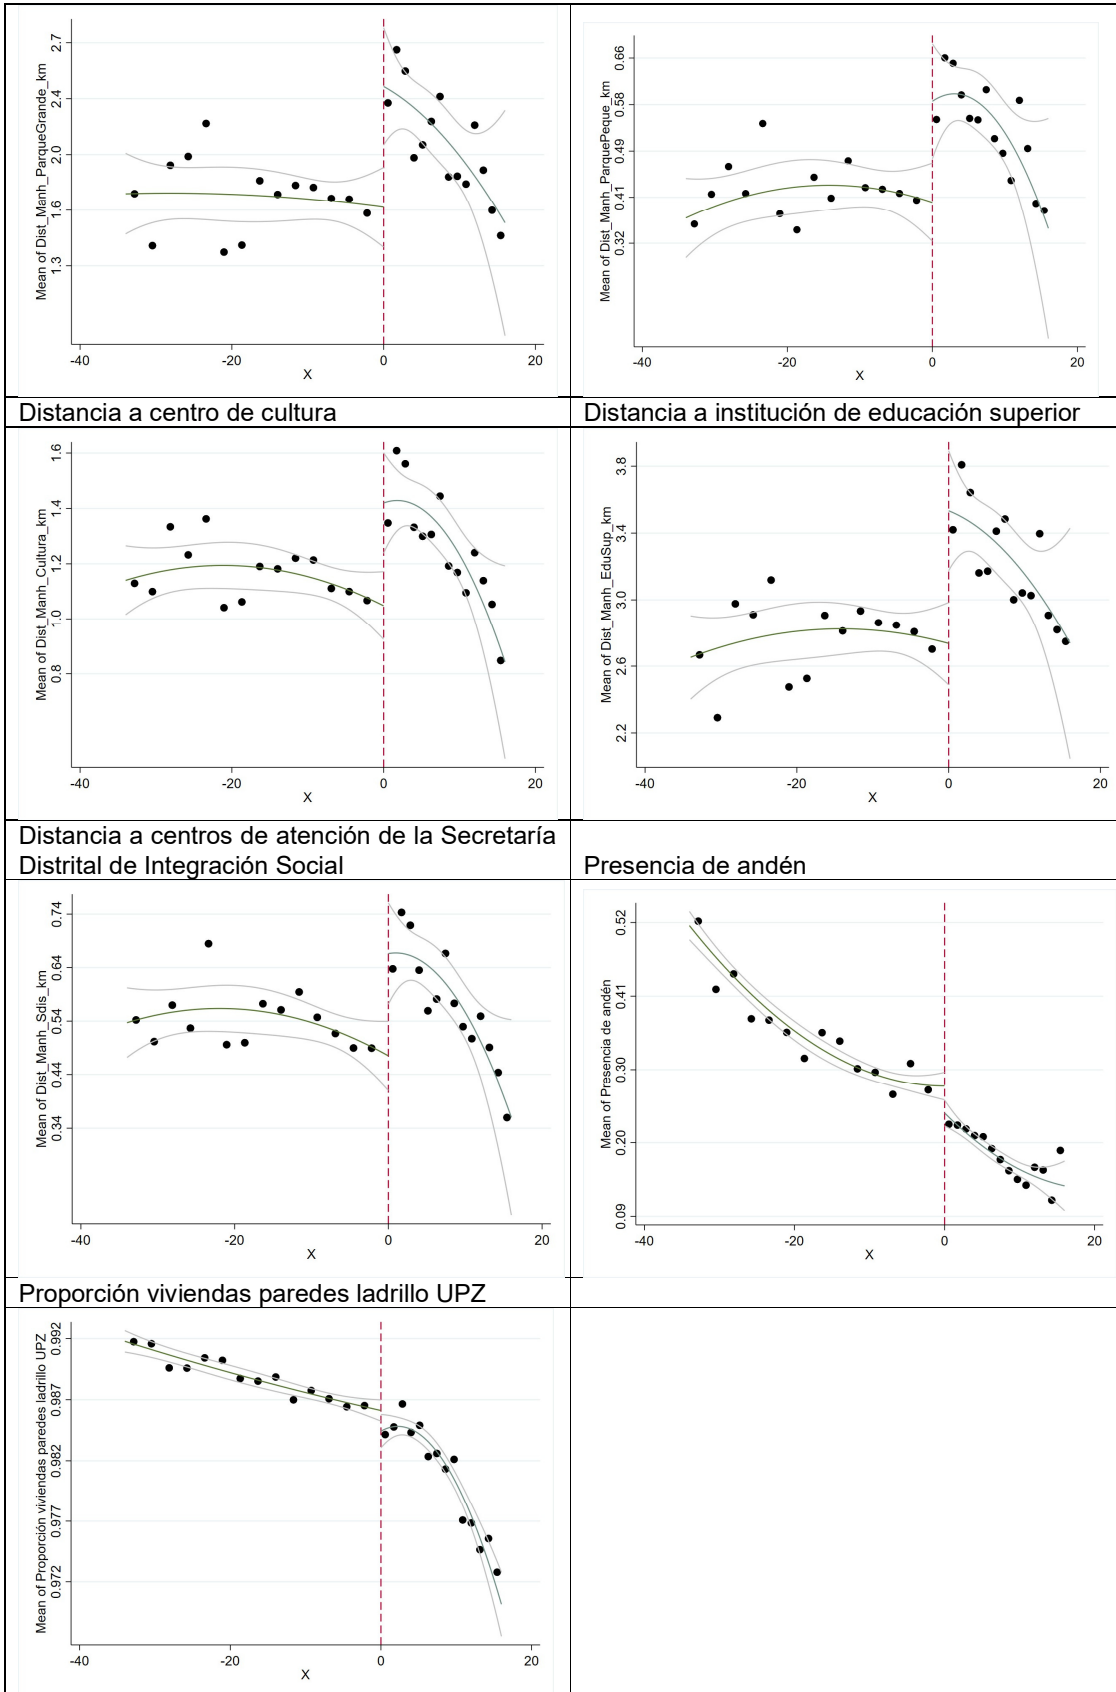 Mean of Dist_Manh_ParqueGrande_km
2.7
2.4
2.0
1.6
1.3
-40 -20 0 20
X
Mean of Dist_Manh_ParquePeque_km
0.66
0.58
0.49
0.41
0.32
-40 -20 0 20
X
Distancia a centro de cultura
Distancia a institución de educación superior
Mean of Dist_Manh_Cultura_km
1.6
1.4
1.2
1.0
0.8
-40 -20 0 20
X
Mean of Dist_Manh_EduSup_km
3.8
3.4
3.0
2.6
2.2
-40 -20 0 20
X
Distancia a centros de atención de la Secretaría
Distrital de Integración Social
Presencia de andén
Mean of Dist_Manh_Sdis_km
0.74
0.64
0.54
0.44
0.34
-40 -20 0 20
X
Mean of Presencia de andén
0.52
0.41
0.30
0.20
0.09
-40 -20 0 20
X
Proporción viviendas paredes ladrillo UPZ
Mean of Proporción viviendas paredes ladrillo UPZ
0.992
0.987
0.982
0.977
0.972
-40 -20 0 20
X